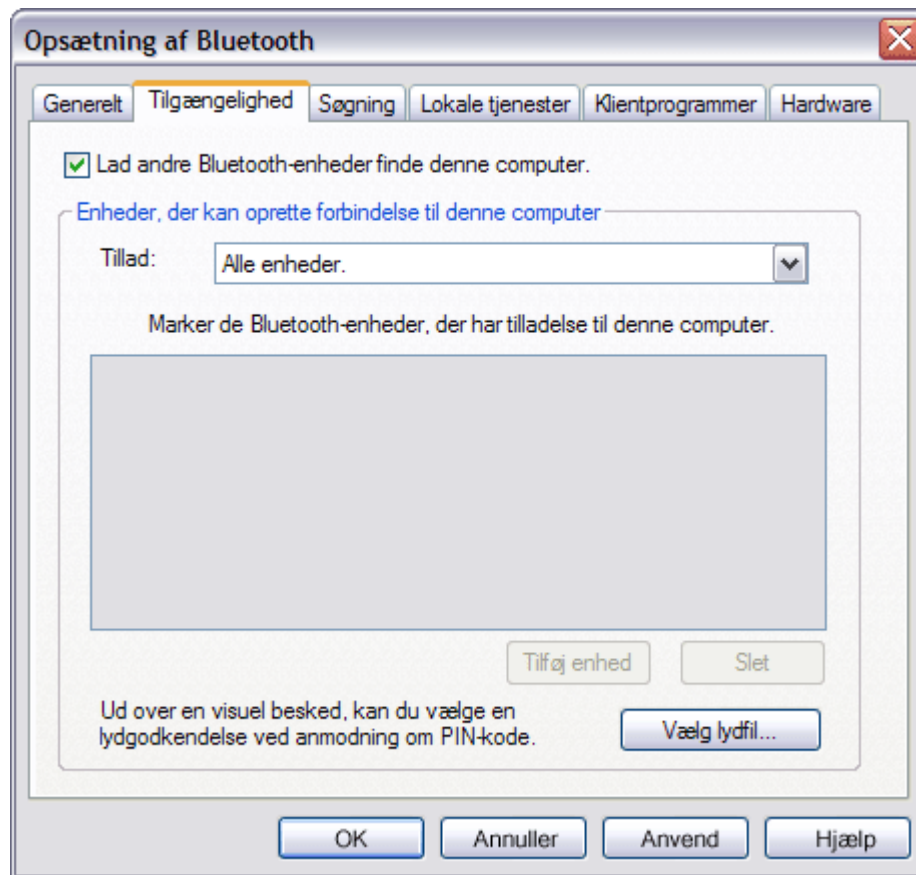 Opsætning af Bluetooth
Generelt Tilgængelighed Søgning Lokale tjenester Klientprogrammer Hardware
Lad andre Bluetooth-enheder finde denne computer.
Enheder, der kan oprette forbindelse til denne computer
Tillad: Alle enheder.
Marker de Bluetooth-enheder, der har tilladelse til denne computer.
Tilføj enhed Slet
Ud over en visuel besked, kan du vælge en
lydgodkendelse ved anmodning om PIN-kode.
Vælg lydfil...
OK Annuller Anvend Hjælp